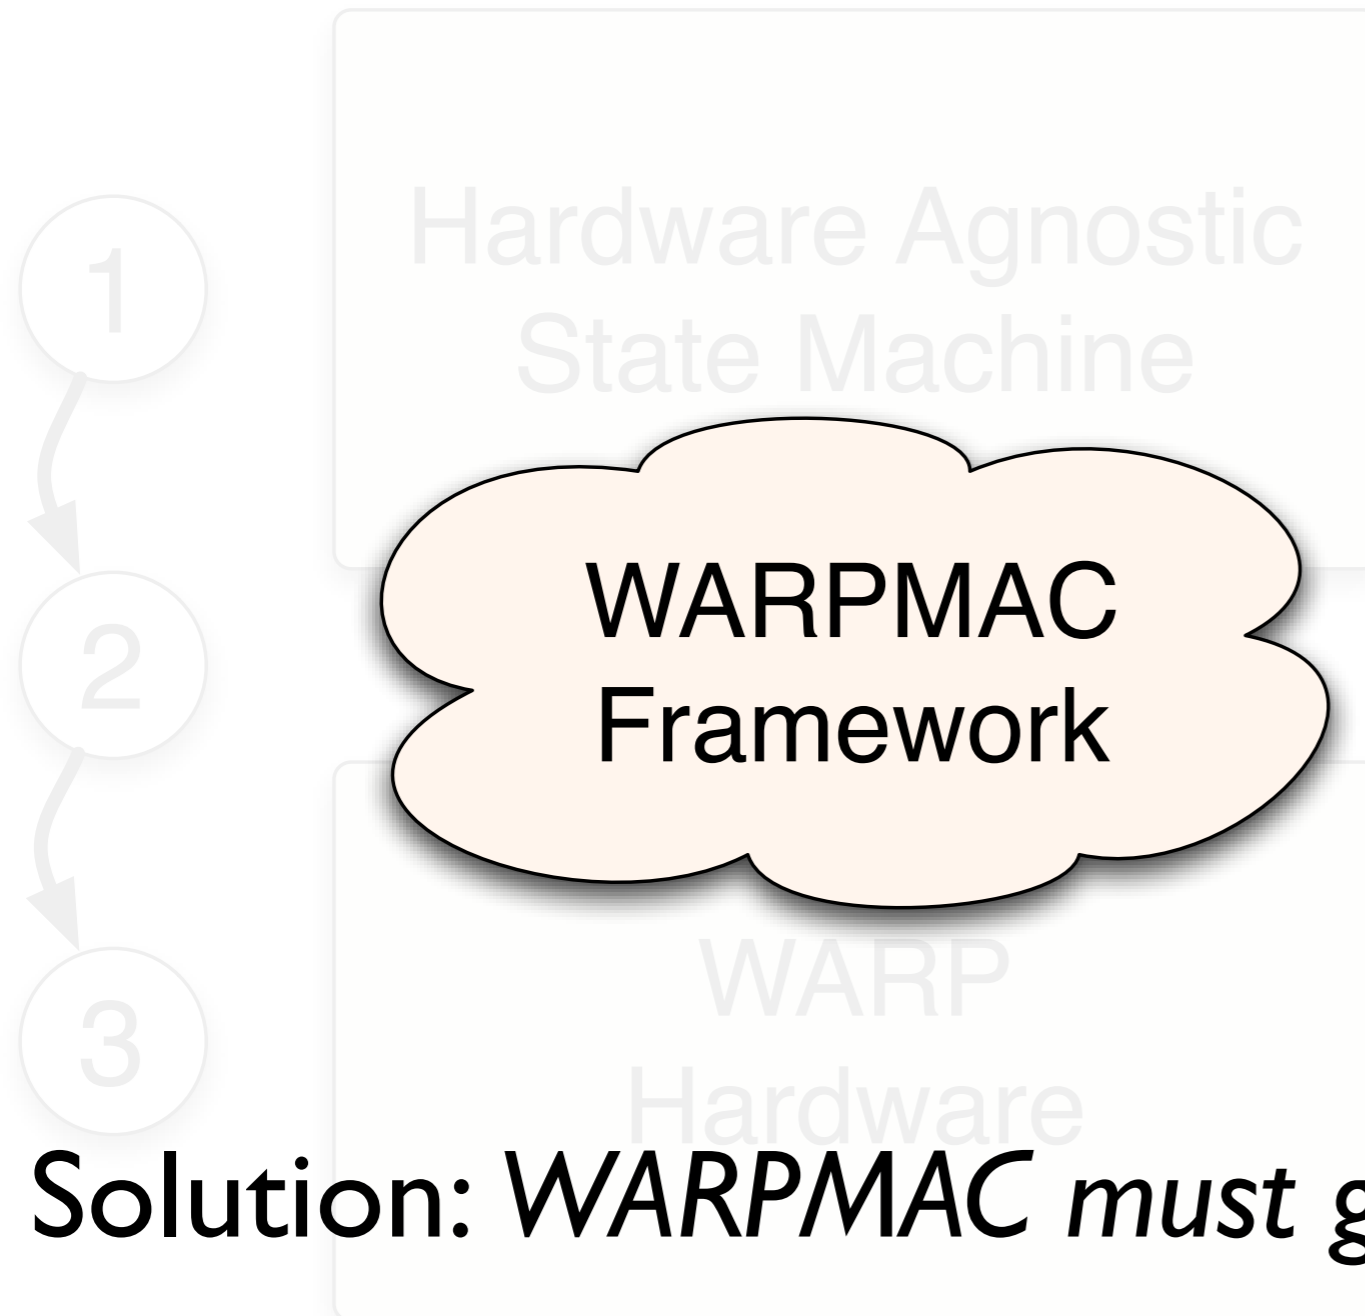 1
Hardware Agnostic
State Machine
2
WARPMAC
Framework
3
WARP
Hardware
Solution: WARPMAC must g